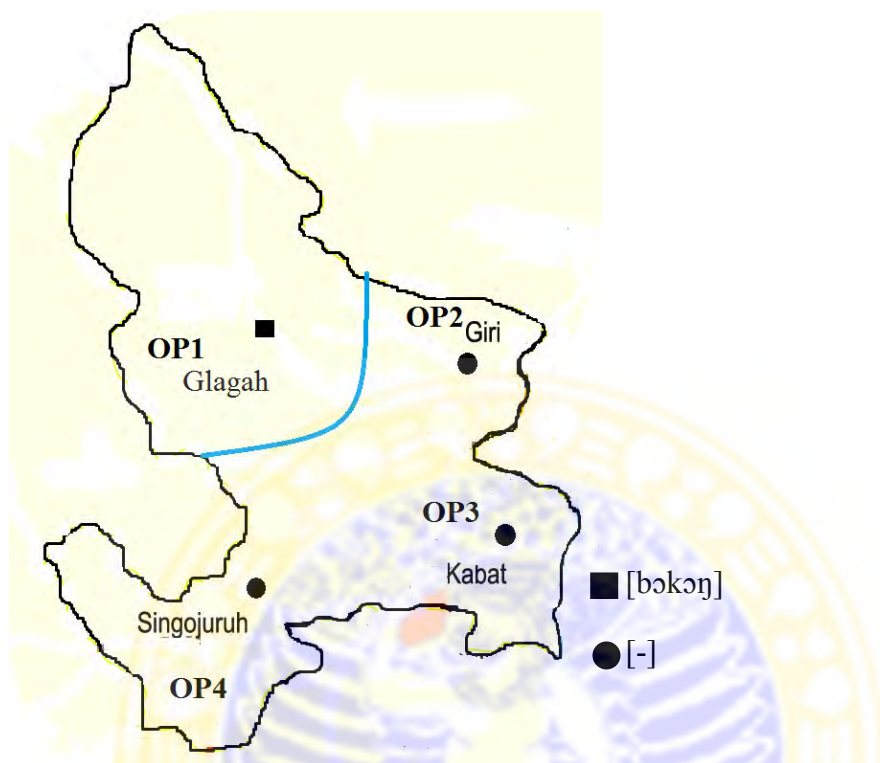 OP2 Giri
OP1
Glagah
OP3
Kabat
Singojuruh
OP4
[bɔkɔŋ]
[-]